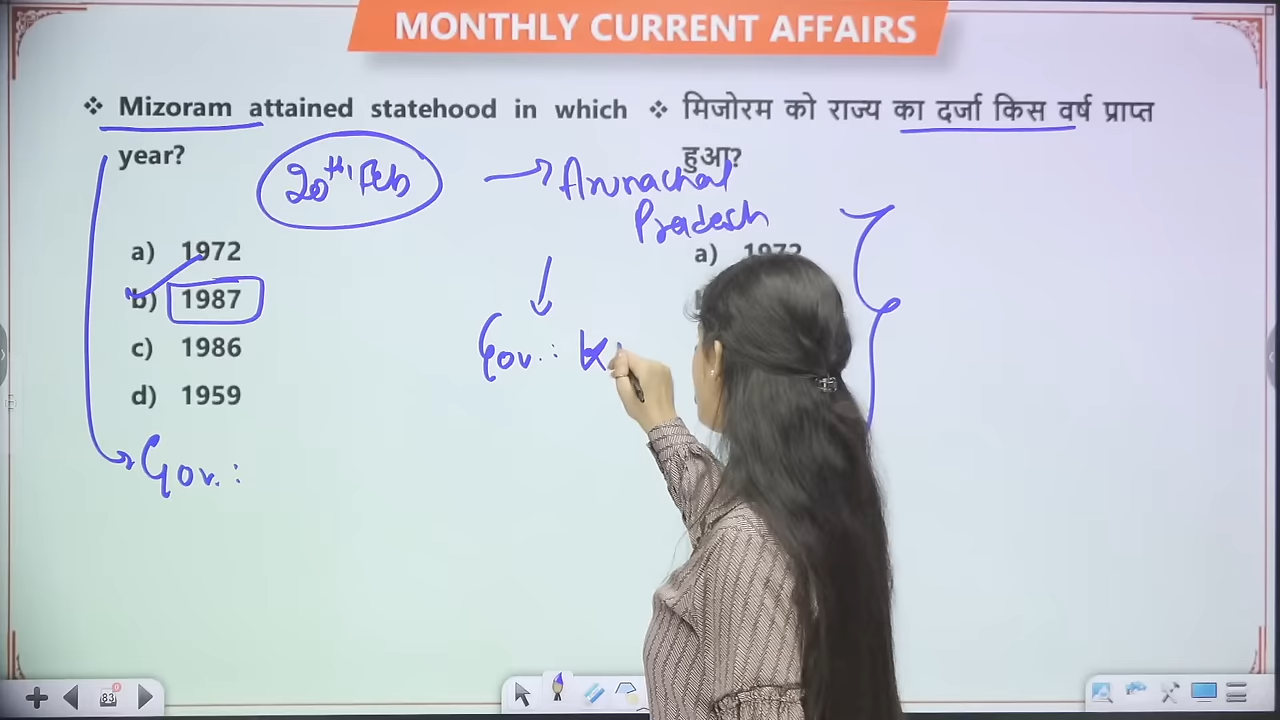 MONTHLY CURRENT AFFAIRS
❖ Mizoram attained statehood in which year?
20th Feb
a) 1972
b) 1987
c) 1986
d) 1959
Gov. :
❖ मिजोरम को राज्य का दर्जा किस वर्ष प्राप्त
हुआ?
→ Arunachal
Pradesh
a) 1972
Gov. :
83